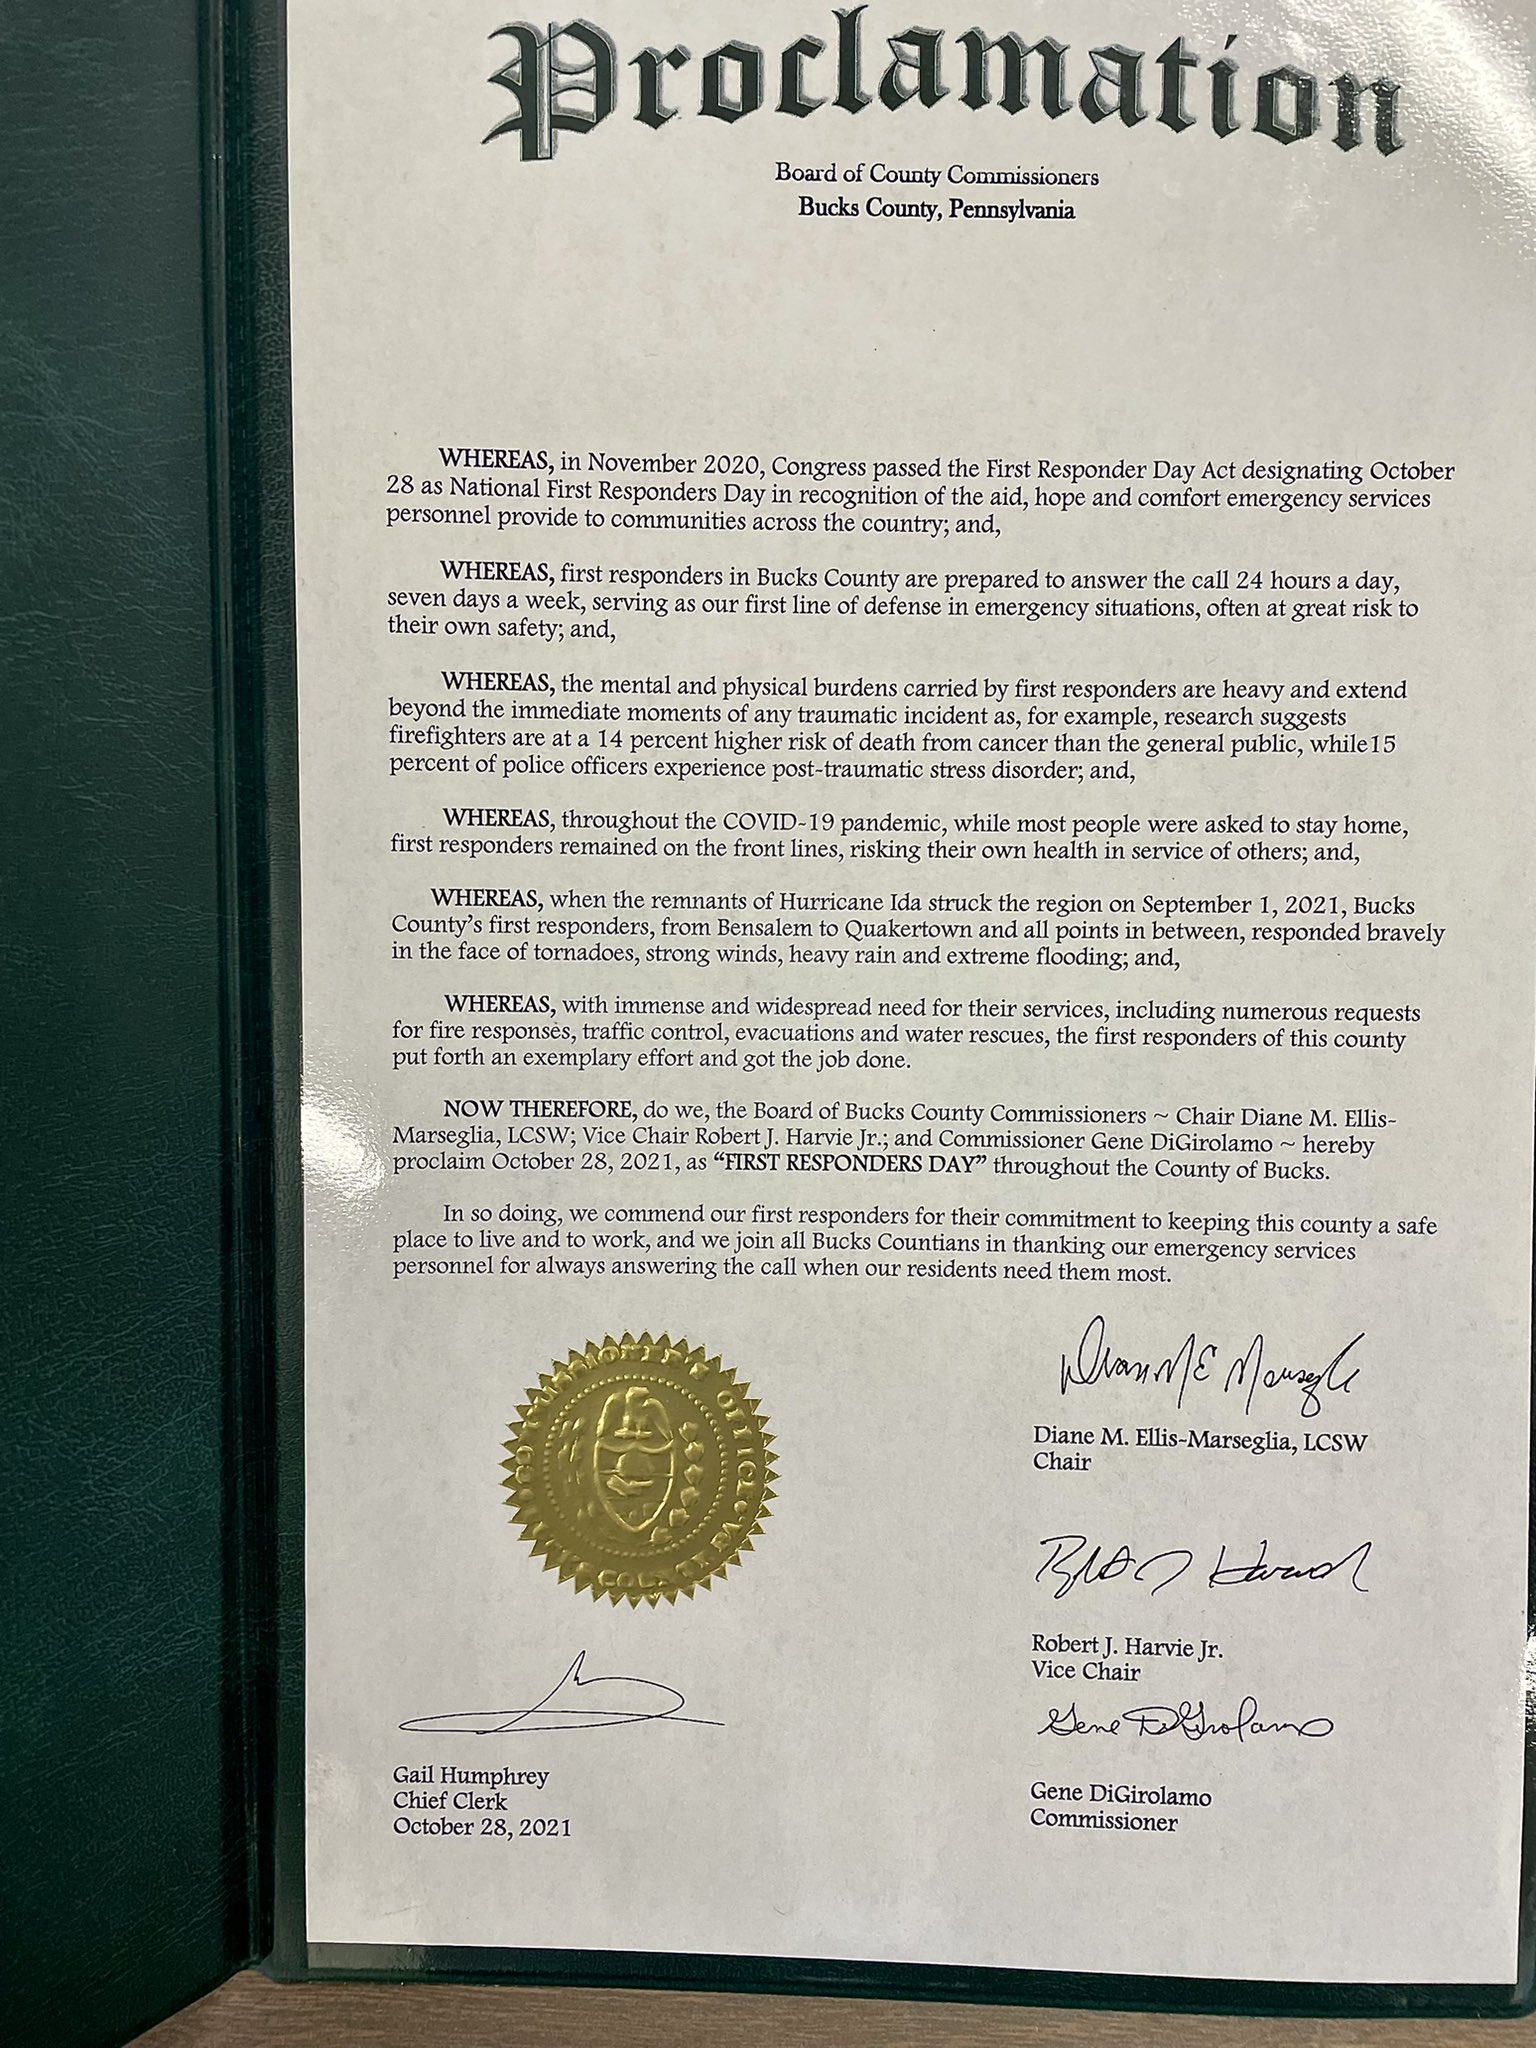 Proclamation
Board of County Commissioners
Bucks County, Pennsylvania
WHEREAS, in November 2020, Congress passed the First Responder Day Act designating October
28 as National First Responders Day in recognition of the aid, hope and comfort emergency services
personnel provide to communities across the country; and,
WHEREAS, first responders in Bucks County are prepared to answer the call 24 hours a day,
seven days a week, serving as our first line of defense in emergency situations, often at great risk to
their own safety; and,
WHEREAS, the mental and physical burdens carried by first responders are heavy and extend
beyond the immediate moments of any traumatic incident as, for example, research suggests
firefighters are at a 14 percent higher risk of death from cancer than the general public, while15
percent of police officers experience post-traumatic stress disorder; and,
WHEREAS, throughout the COVID-19 pandemic, while most people were asked to stay home,
first responders remained on the front lines, risking their own health in service of others; and,
WHEREAS, when the remnants of Hurricane Ida struck the region on September 1, 2021, Bucks
County's first responders, from Bensalem to Quakertown and all points in between, responded bravely
in the face of tornadoes, strong winds, heavy rain and extreme flooding; and,
WHEREAS, with immense and widespread need for their services, including numerous requests
for fire responses, traffic control, evacuations and water rescues, the first responders of this county
put forth an exemplary effort and got the job done.
NOW THEREFORE, do we, the Board of Bucks County Commissioners ~ Chair Diane M. Ellis-
Marseglia, LCSW; Vice Chair Robert J. Harvie Jr.; and Commissioner Gene DiGirolamo ~ hereby
proclaim October 28, 2021, as “FIRST RESPONDERS DAY” throughout the County of Bucks.
In so doing, we commend our first responders for their commitment to keeping this county a safe
place to live and to work, and we join all Bucks Countians in thanking our emergency services
personnel for always answering the call when our residents need them most.
Diane M. Ellis-Marseglia, LCSW
Chair
Robert J. Harvie Jr.
Vice Chair
Gene DiGirolamo
Gail Humphrey
Chief Clerk
October 28, 2021
Gene DiGirolamo
Commissioner